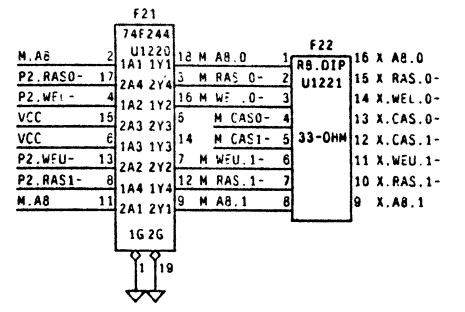 F21
74F244
U1220
F22
R8.DIP
U1221
33-OHM
M.A8 2 1A1 1Y1 18 M A8.0 1 16 X A8.0
P2.RAS0- 17 2A4 2Y4 3 M RAS 0- 2 15 X RAS.0-
P2.WEL- 4 1A2 1Y2 16 M WE .0- 3 14 X.WEL.0-
VCC 15 2A3 2Y3 5 M CAS0- 4 13 X.CAS.0-
VCC 6 1A3 1Y3 14 M CAS1- 5 12 X.CAS.1-
P2.WEU- 13 2A2 2Y2 7 M WEU.1- 6 11 X.WEU.1-
P2.RAS1- 8 1A4 1Y4 12 M RAS.1- 7 10 X.RAS.1-
M.A8 11 2A1 2Y1 9 M A8.1 8 9 X.A8.1
1G 2G
1 19